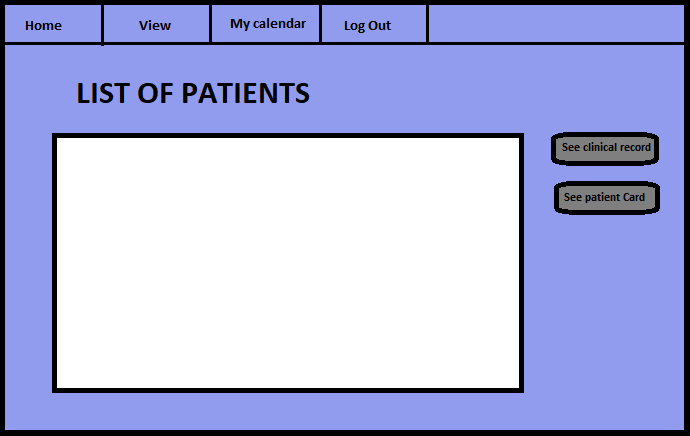 Home
View
My calendar
Log Out
LIST OF PATIENTS
See clinical record
See patient Card